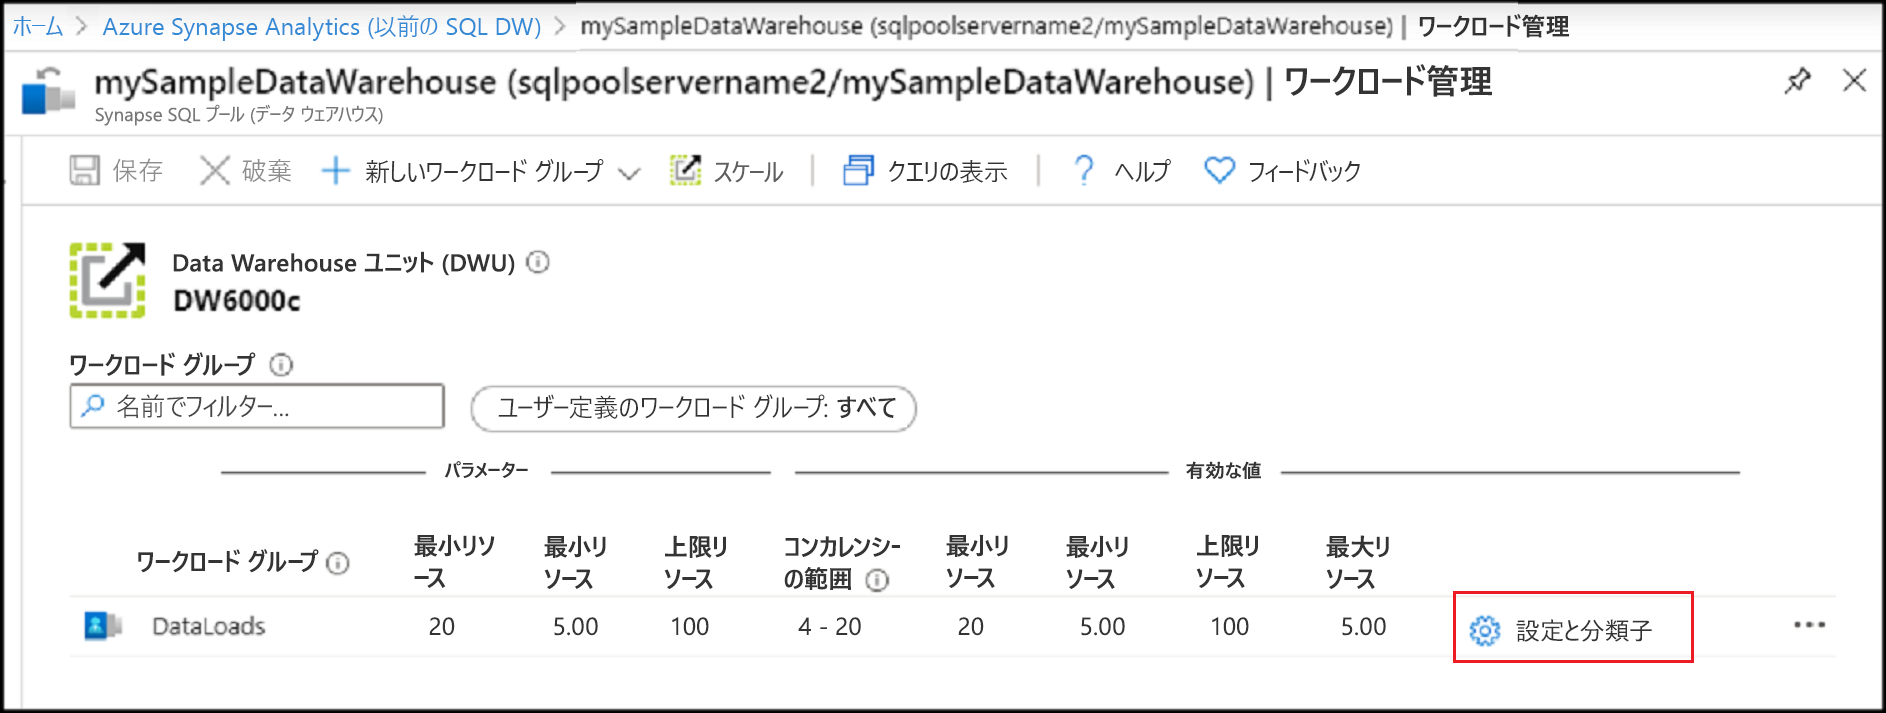 ホーム > Azure Synapse Analytics (以前の SQL DW) > mySampleDataWarehouse (sqlpoolservername2/mySampleDataWarehouse) | ワークロード管理
mySampleDataWarehouse (sqlpoolservername2/mySampleDataWarehouse) | ワークロード管理
Synapse SQL プール (データ ウェアハウス)
保存 破棄 新しいワークロード グループ スケール クエリの表示 ヘルプ フィードバック
Data Warehouse ユニット (DWU)
DW6000c
ワークロード グループ
名前でフィルター... ユーザー定義のワークロード グループ: すべて
パラメーター 有効な値
ワークロード グループ 最小リソース 最小リソース 上限リソース コンカレンシーの範囲 最小リソース 最小リソース 上限リソース 最大リソース
DataLoads 20 5.00 100 4 - 20 20 5.00 100 5.00 設定と分類子 ...